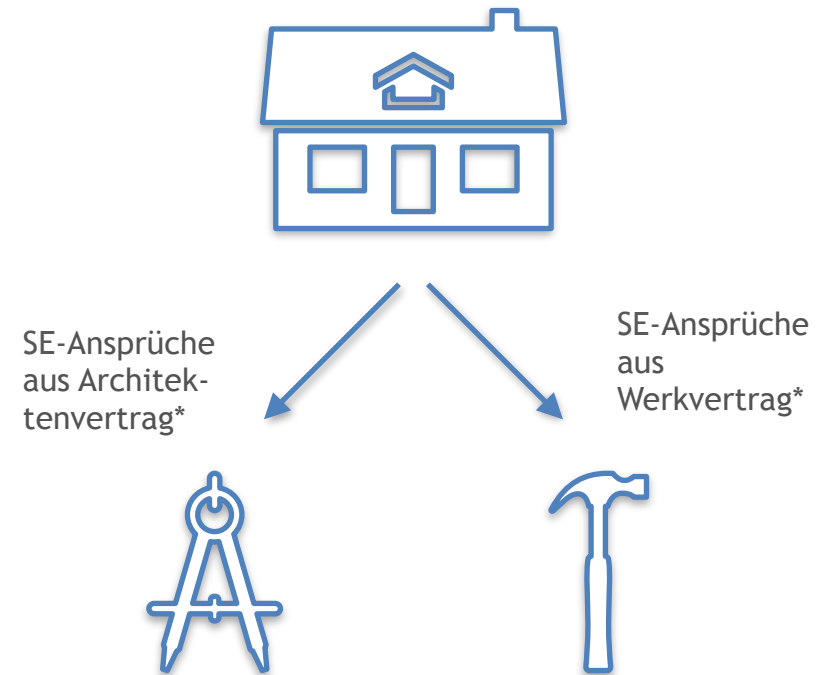 SE-Ansprüche
aus Architek-
tenvertrag*
SE-Ansprüche
aus
Werkvertrag*